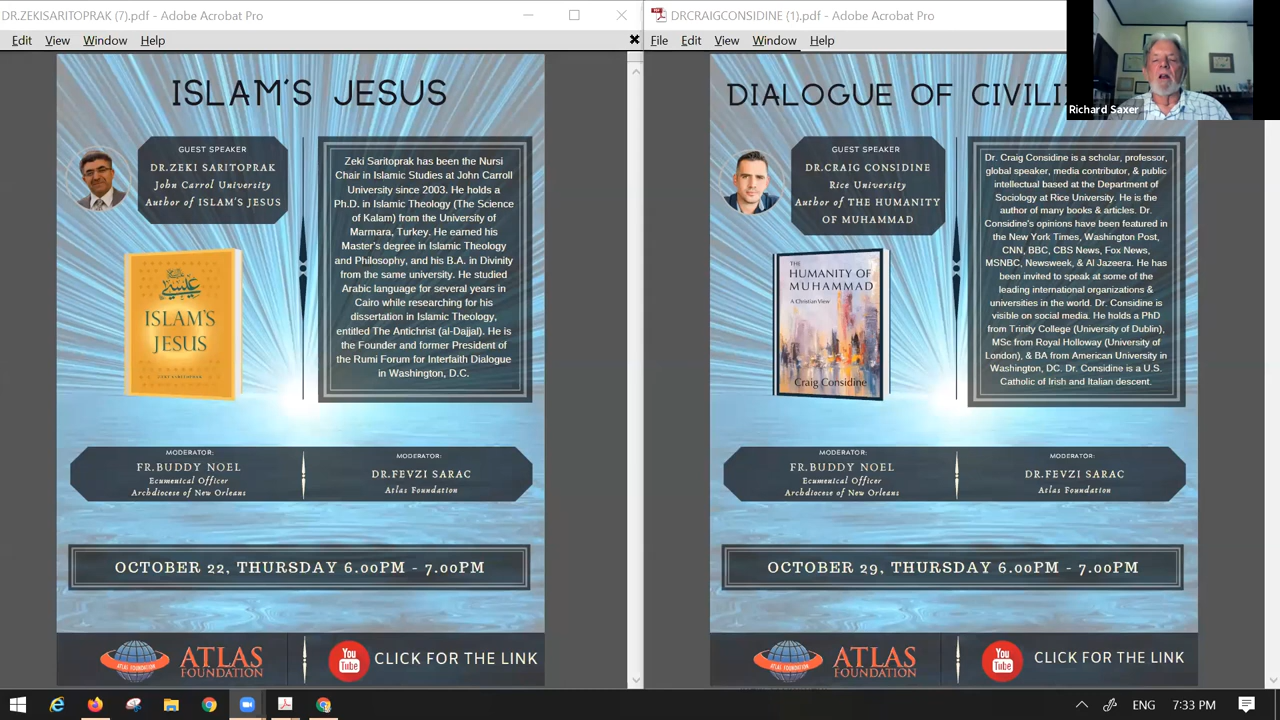 DR.ZEKISARITOPRAK (7).pdf - Adobe Acrobat Pro
Edit View Window Help
ISLAM'S JESUS
GUEST SPEAKER
DR.ZEKI SARITOPRAK
John Carrol University
Author of ISLAM'S JESUS
Zeki Saritoprak has been the Nursi
Chair in Islamic Studies at John Carroll
University since 2003. He holds a
Ph.D. in Islamic Theology (The Science
of Kalam) from the University of
Marmara, Turkey. He earned his
Master's degree in Islamic Theology
and Philosophy, and his B.A. in Divinity
from the same university. He studied
Arabic language for several years in
Cairo while researching for his
dissertation in Islamic Theology,
entitled The Antichrist (al-Dajjal). He is
the Founder and former President of
the Rumi Forum for Interfaith Dialogue
in Washington, D.C.
ISLAM'S
JESUS
ZEKI SARITOPRAK
MODERATOR:
FR.BUDDY NOEL
Ecumenical Officer
Archdiocese of New Orleans
MODERATOR:
DR.FEVZI SARAC
Atlas Foundation
OCTOBER 22, THURSDAY 6.00PM - 7.00PM
ATLAS FOUNDATION
ATLAS
FOUNDATION
You
Tube
CLICK FOR THE LINK
DRCRAIGCONSIDINE (1).pdf - Adobe Acrobat Pro
File Edit View Window Help
Richard Saxer
DIALOGUE OF CIVILI
GUEST SPEAKER
DR.CRAIG CONSIDINE
Rice University
Author of THE HUMANITY
OF MUHAMMAD
Dr. Craig Considine is a scholar, professor,
global speaker, media contributor, & public
intellectual based at the Department of
Sociology at Rice University. He is the
author of many books & articles. Dr.
Considine's opinions have been featured in
the New York Times, Washington Post,
CNN, BBC, CBS News, Fox News,
MSNBC, Newsweek, & Al Jazeera. He has
been invited to speak at some of the
leading international organizations &
universities in the world. Dr. Considine is
visible on social media. He holds a PhD
from Trinity College (University of Dublin),
MSc from Royal Holloway (University of
London), & BA from American University in
Washington, DC. Dr. Considine is a U.S.
Catholic of Irish and Italian descent.
THE
HUMANITY OF
MUHAMMAD
A Christian View
Craig Considine
MODERATOR:
FR.BUDDY NOEL
Ecumenical Officer
Archdiocese of New Orleans
MODERATOR:
DR.FEVZI SARAC
Atlas Foundation
OCTOBER 29, THURSDAY 6.00PM - 7.00PM
ATLAS FOUNDATION
ATLAS
FOUNDATION
You
Tube
CLICK FOR THE LINK
ENG 7:33 PM